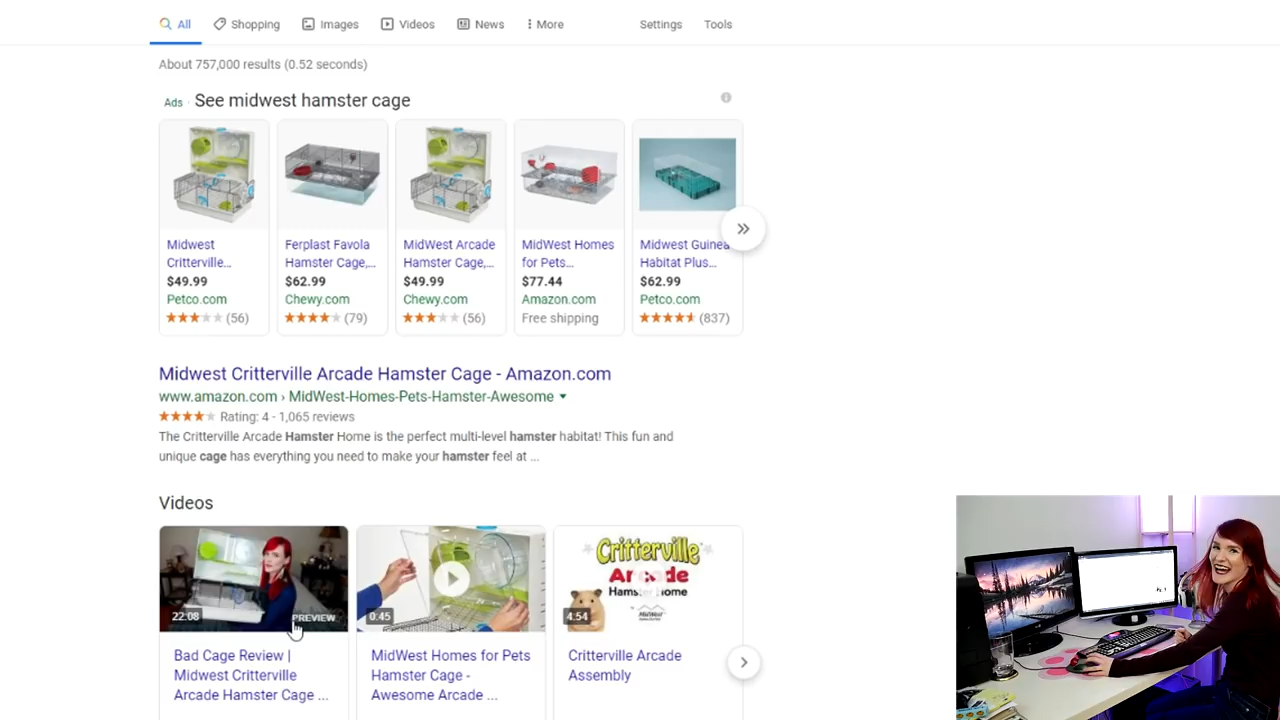 All Shopping Images Videos News More Settings Tools
About 757,000 results (0.52 seconds)
Ads · See midwest hamster cage
Midwest
Critterville...
$49.99
Petco.com
(56)
Ferplast Favola
Hamster Cage,...
$62.99
Chewy.com
(79)
MidWest Arcade
Hamster Cage,...
$49.99
Chewy.com
(56)
MidWest Homes
for Pets...
$77.44
Amazon.com
Free shipping
Midwest Guinea
Habitat Plus...
$62.99
Petco.com
(837)
Midwest Critterville Arcade Hamster Cage - Amazon.com
www.amazon.com › MidWest-Homes-Pets-Hamster-Awesome
Rating: 4 - 1,065 reviews
The Critterville Arcade Hamster Home is the perfect multi-level hamster habitat! This fun and
unique cage has everything you need to make your hamster feel at ...
Videos
22:08
PREVIEW
Bad Cage Review |
Midwest Critterville
Arcade Hamster Cage ...
0:45
MidWest Homes for Pets
Hamster Cage -
Awesome Arcade ...
Critterville
Arcade
Hamster Home
4:54
Critterville Arcade
Assembly